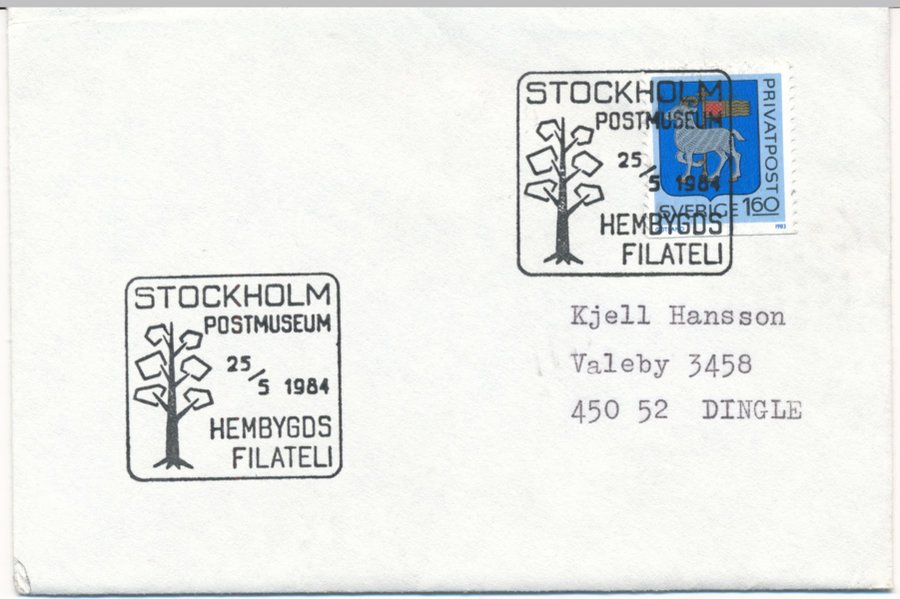 STOCKHOLM
POSTMUSEUM
25/5 1984
HEMBYGDS
FILATELI
PRIVATPOST
SVERIGE 160
1983
Kjell Hansson
Valeby 3458
450 52 DINGLE
STOCKHOLM
POSTMUSEUM
25/5 1984
HEMBYGDS
FILATELI